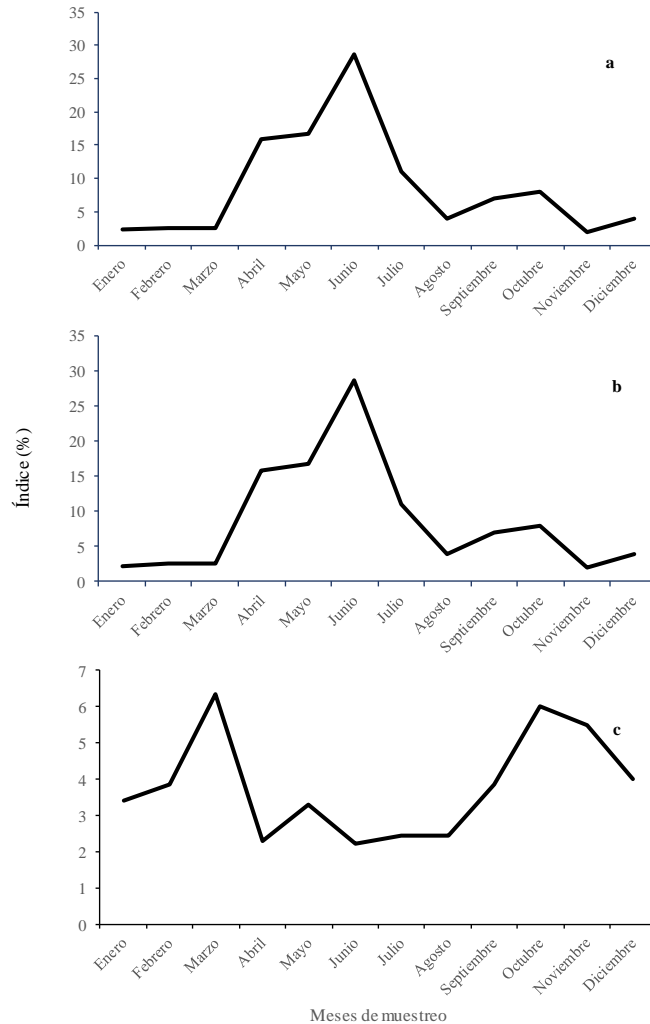 35
30
25
20
15
10
5
0
a
Enero
Febrero
Marzo
Abril
Mayo
Junio
Julio
Agosto
Septiembre
Octubre
Noviembre
Diciembre
Índice (%)
35
30
25
20
15
10
5
0
b
Enero
Febrero
Marzo
Abril
Mayo
Junio
Julio
Agosto
Septiembre
Octubre
Noviembre
Diciembre
7
6
5
4
3
2
1
0
c
Enero
Febrero
Marzo
Abril
Mayo
Junio
Julio
Agosto
Septiembre
Octubre
Noviembre
Diciembre
Meses de muestreo